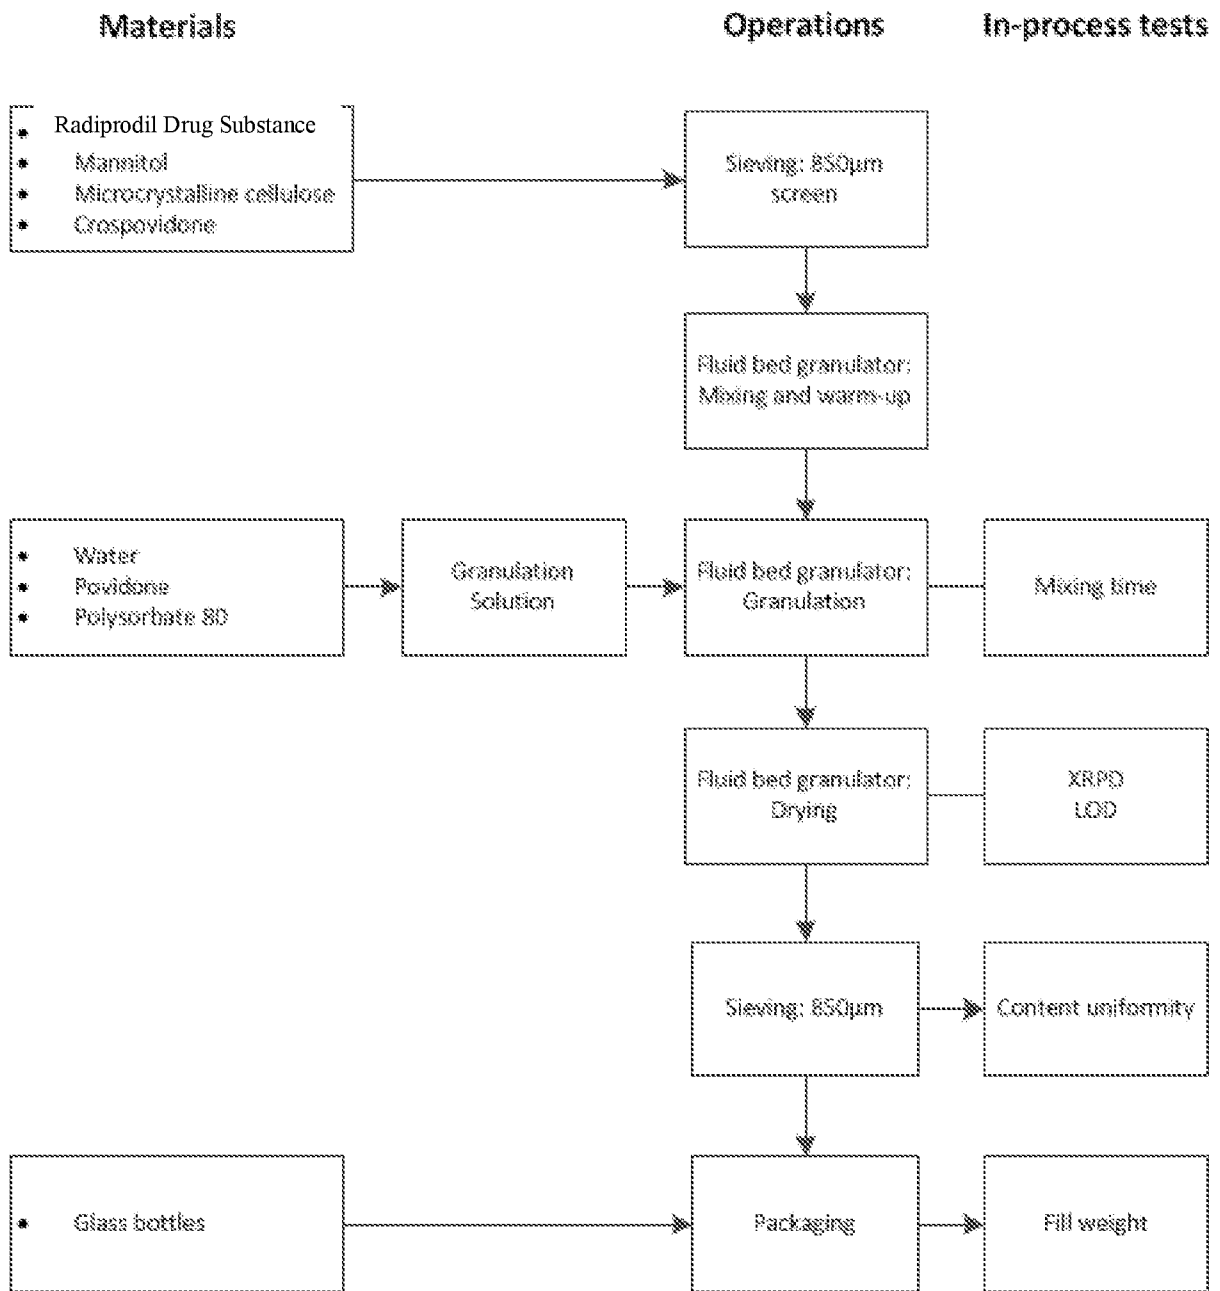 Materials
Operations
In-process tests
• Radiprodil Drug Substance
• Mannitol
• Microcrystalline cellulose
• Crospovidone
Sieving: 850µm
screen
Fluid bed granulator:
Mixing and warm-up
• Water
• Povidone
• Polysorbate 80
Granulation
Solution
Fluid bed granulator:
Granulation
Mixing time
Fluid bed granulator:
Drying
XRPD
LOD
Sieving: 850µm
Content uniformity
• Glass bottles
Packaging
Fill weight